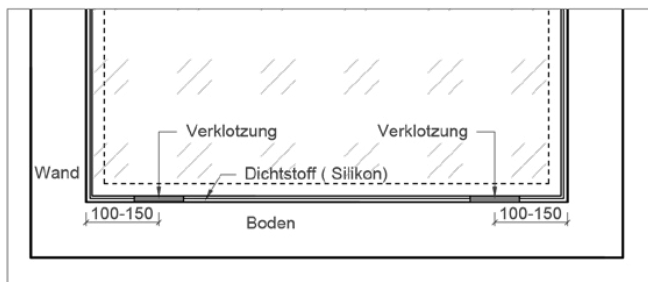 Verklotzung Verklotzung
Wand Dichtstoff ( Silikon)
100-150 Boden 100-150